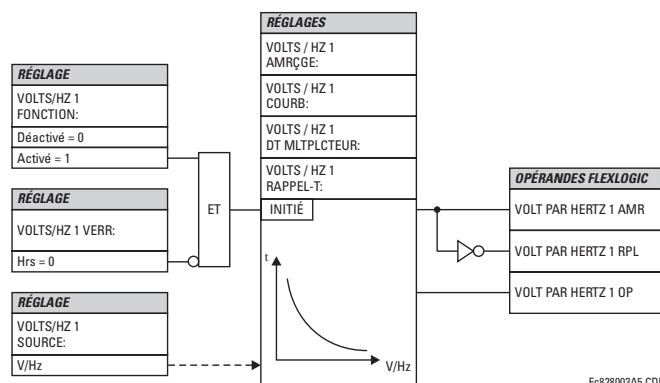 RÉGLAGE
VOLTS/HZ 1
FONCTION:
Déactivé = 0
Activé = 1
RÉGLAGE
VOLTS/HZ 1 VERR:
Hrs = 0
RÉGLAGE
VOLTS/HZ 1
SOURCE:
V/Hz
ET
RÉGLAGES
VOLTS / HZ 1
AMRÇGE:
VOLTS / HZ 1
COURB:
VOLTS / HZ 1
DT MLTPLCTEUR:
VOLTS / HZ 1
RAPPEL-T:
INITIÉ
t
V/Hz
OPÉRANDES FLEXLOGIC
VOLT PAR HERTZ 1 AMR
VOLT PAR HERTZ 1 RPL
VOLT PAR HERTZ 1 OP